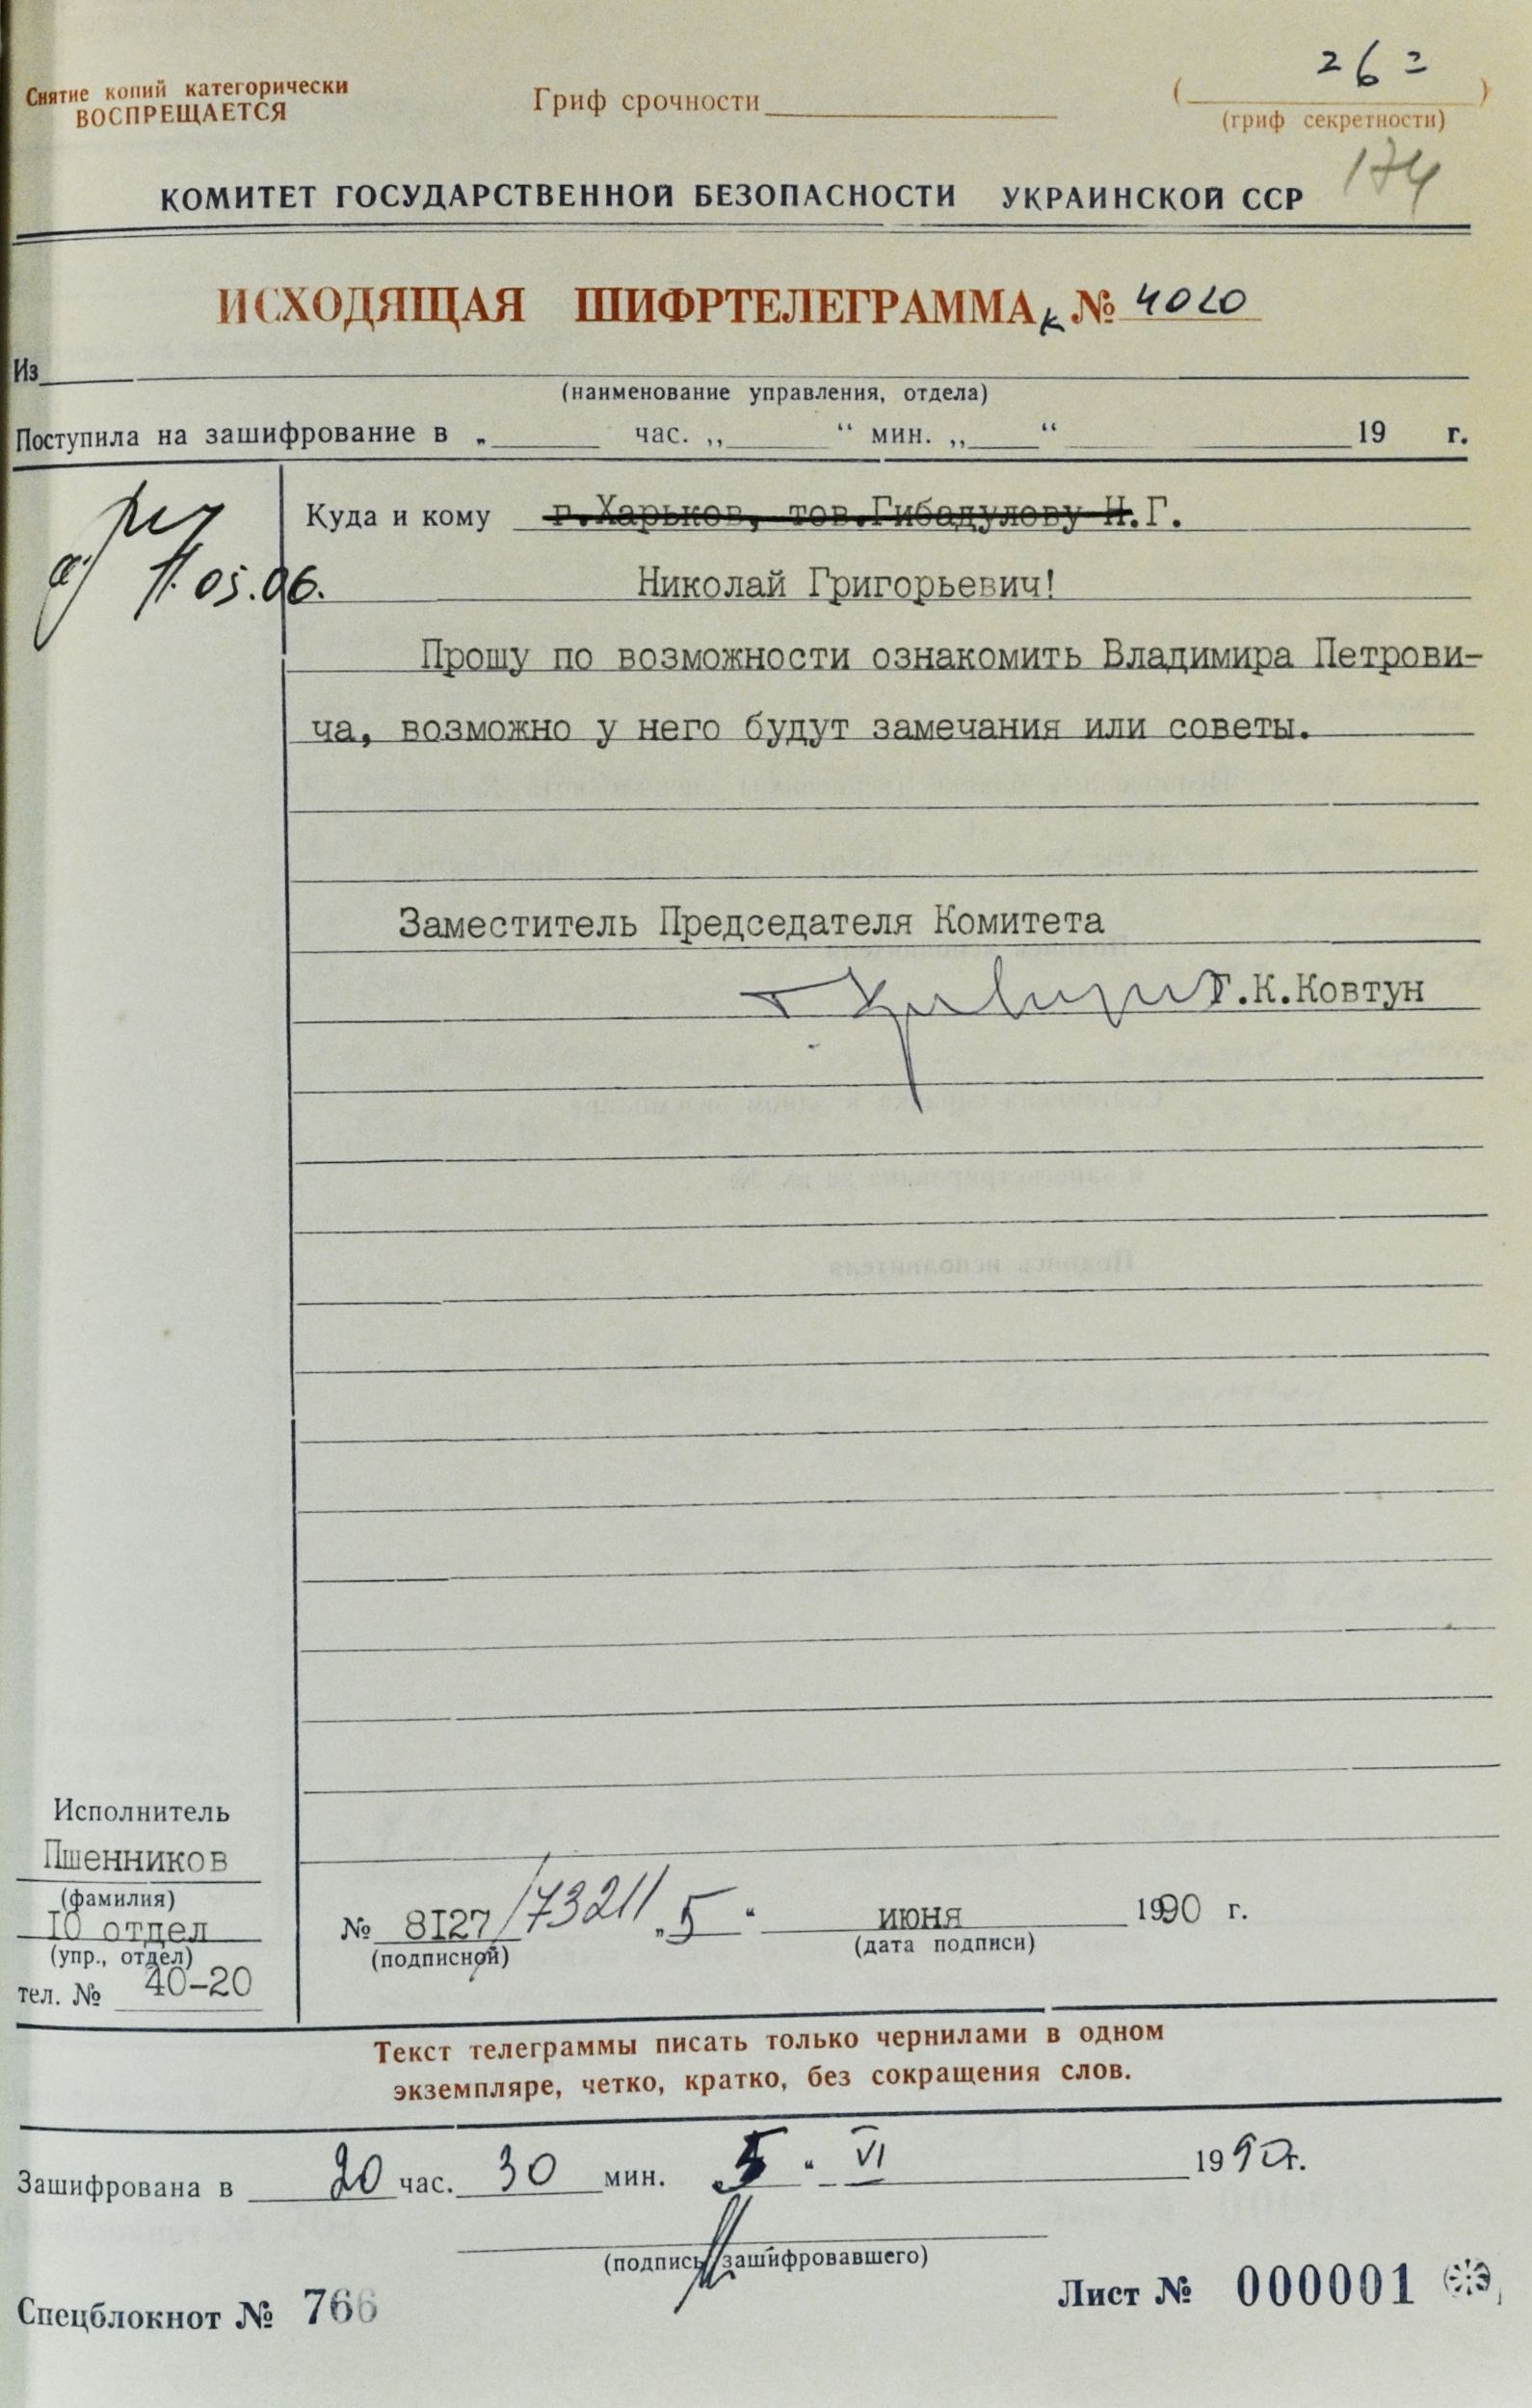 Снятие копий категорически
ВОСПРЕЩАЕТСЯ
Гриф срочности
262
( )
(гриф секретности)
174
КОМИТЕТ ГОСУДАРСТВЕННОЙ БЕЗОПАСНОСТИ УКРАИНСКОЙ ССР
ИСХОДЯЩАЯ ШИФРТЕЛЕГРАММА к № 4020
Из
(наименование управления, отдела)
Поступила на зашифрование в „ час. „ “ мин. „ “ 19 г.
Куда и кому г.Харьков, тов.Гибадулову Н.Г.
05.06.
Николай Григорьевич!
Прошу по возможности ознакомить Владимира Петрови-
ча, возможно у него будут замечания или советы.
Заместитель Председателя Комитета
Г.К.Ковтун
Исполнитель
Пшенников
(фамилия)
IO отдел
(упр., отдел)
тел. № 40-20
№ 8I27/73211 „5“ июня 1990 г.
(подписной) (дата подписи)
Текст телеграммы писать только чернилами в одном
экземпляре, четко, кратко, без сокращения слов.
Зашифрована в 20 час. 30 мин. 5 “ VI 1990г.
(подпись зашифровавшего)
Спецблокнот № 766
Лист № 000001